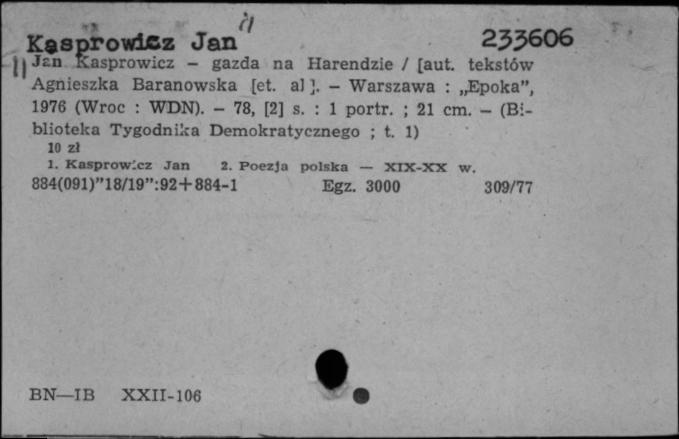 Kasprowicz Jan 233606
Jan Kasprowicz — gazda na Harendzie / [aut. tekstów
Agnieszka Baranowska [et. al]. — Warszawa : „Epoka”,
1976 (Wroc : WDN). — 78, [2] s. : 1 portr. ; 21 cm. — (Bi-
blioteka Tygodnika Demokratycznego ; t. 1)
10 zł
1. Kasprowicz Jan 2. Poezja polska — XIX-XX w.
884(091)”18/19”:92+884-1 Egz. 3000 309/77
BN—IB XXII-106